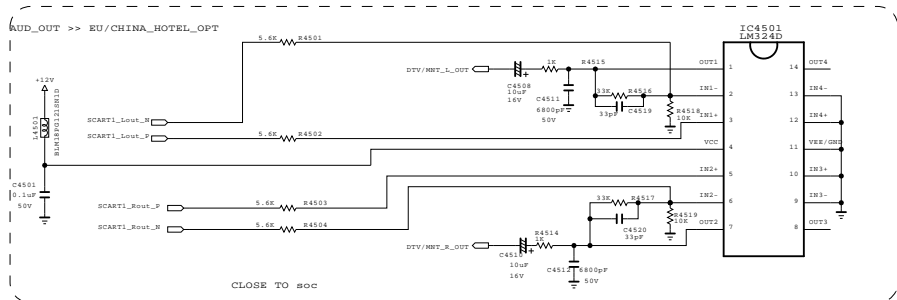 AUD_OUT >> EU/CHINA_HOTEL_OPT
IC4501
LM324D
5.6K R4501
+12V
L4501
BLM18PG121SN1D
DTV/MNT_L_OUT
C4508
10uF
16V
1K
R4515
C4511
6800pF
50V
33K R4516
33pF C4519
R4518
10K
SCART1_Lout_N
SCART1_Lout_P
5.6K R4502
OUT1 1
IN1- 2
IN1+ 3
VCC 4
IN2+ 5
IN2- 6
OUT2 7
14 OUT4
13 IN4-
12 IN4+
11 VEE/GND
10 IN3+
9 IN3-
8 OUT3
C4501
0.1uF
50V
SCART1_Rout_P
5.6K R4503
SCART1_Rout_N
5.6K R4504
33K R4517
C4520
33pF
R4519
10K
DTV/MNT_R_OUT
C4510
10uF
16V
R4514
1K
C4512 6800pF
50V
CLOSE TO soc